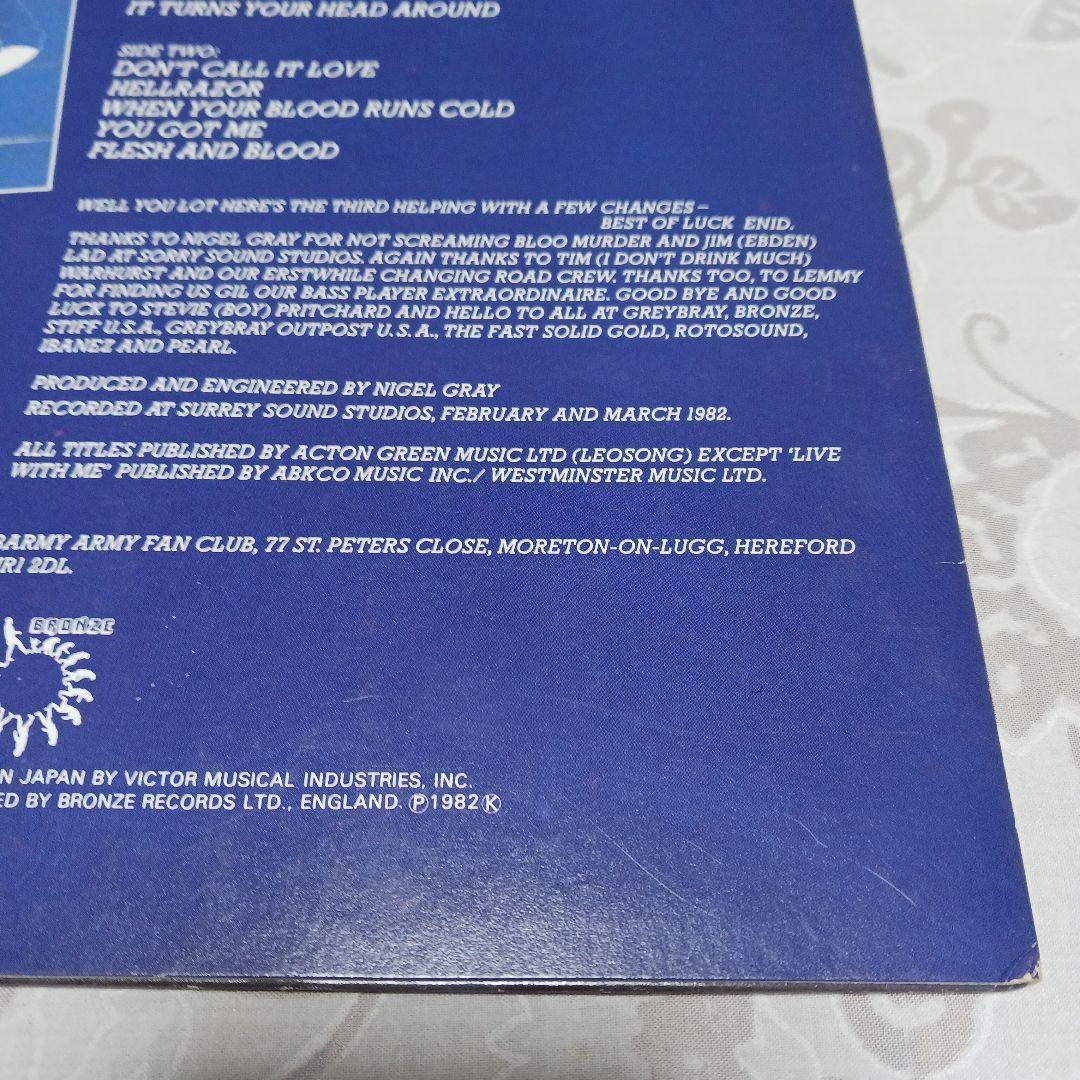 IT TURNS YOUR HEAD AROUND
SIDE TWO:
DON'T CALL IT LOVE
HELLRAZOR
WHEN YOUR BLOOD RUNS COLD
YOU GOT ME
FLESH AND BLOOD
WELL YOU LOT HERE'S THE THIRD HELPING WITH A FEW CHANGES –
BEST OF LUCK ENID.
THANKS TO NIGEL GRAY FOR NOT SCREAMING BLOO MURDER AND JIM (EBDEN)
LAD AT SORRY SOUND STUDIOS. AGAIN THANKS TO TIM (I DON'T DRINK MUCH)
WARHURST AND OUR ERSTWHILE CHANGING ROAD CREW. THANKS TOO, TO LEMMY
FOR FINDING US GIL OUR BASS PLAYER EXTRAORDINAIRE. GOOD BYE AND GOOD
LUCK TO STEVIE (BOY) PRITCHARD AND HELLO TO ALL AT GREYBRAY, BRONZE,
STIFF U.S.A., GREYBRAY OUTPOST U.S.A., THE FAST SOLID GOLD, ROTOSOUND,
IBANEZ AND PEARL.
PRODUCED AND ENGINEERED BY NIGEL GRAY
RECORDED AT SURREY SOUND STUDIOS, FEBRUARY AND MARCH 1982.
ALL TITLES PUBLISHED BY ACTON GREEN MUSIC LTD (LEOSONG) EXCEPT 'LIVE
WITH ME' PUBLISHED BY ABKCO MUSIC INC./ WESTMINSTER MUSIC LTD.
RARMY ARMY FAN CLUB, 77 ST. PETERS CLOSE, MORETON-ON-LUGG, HEREFORD
HR1 2DL.
BRONZE
N JAPAN BY VICTOR MUSICAL INDUSTRIES, INC.
ED BY BRONZE RECORDS LTD., ENGLAND. Ⓟ1982Ⓚ